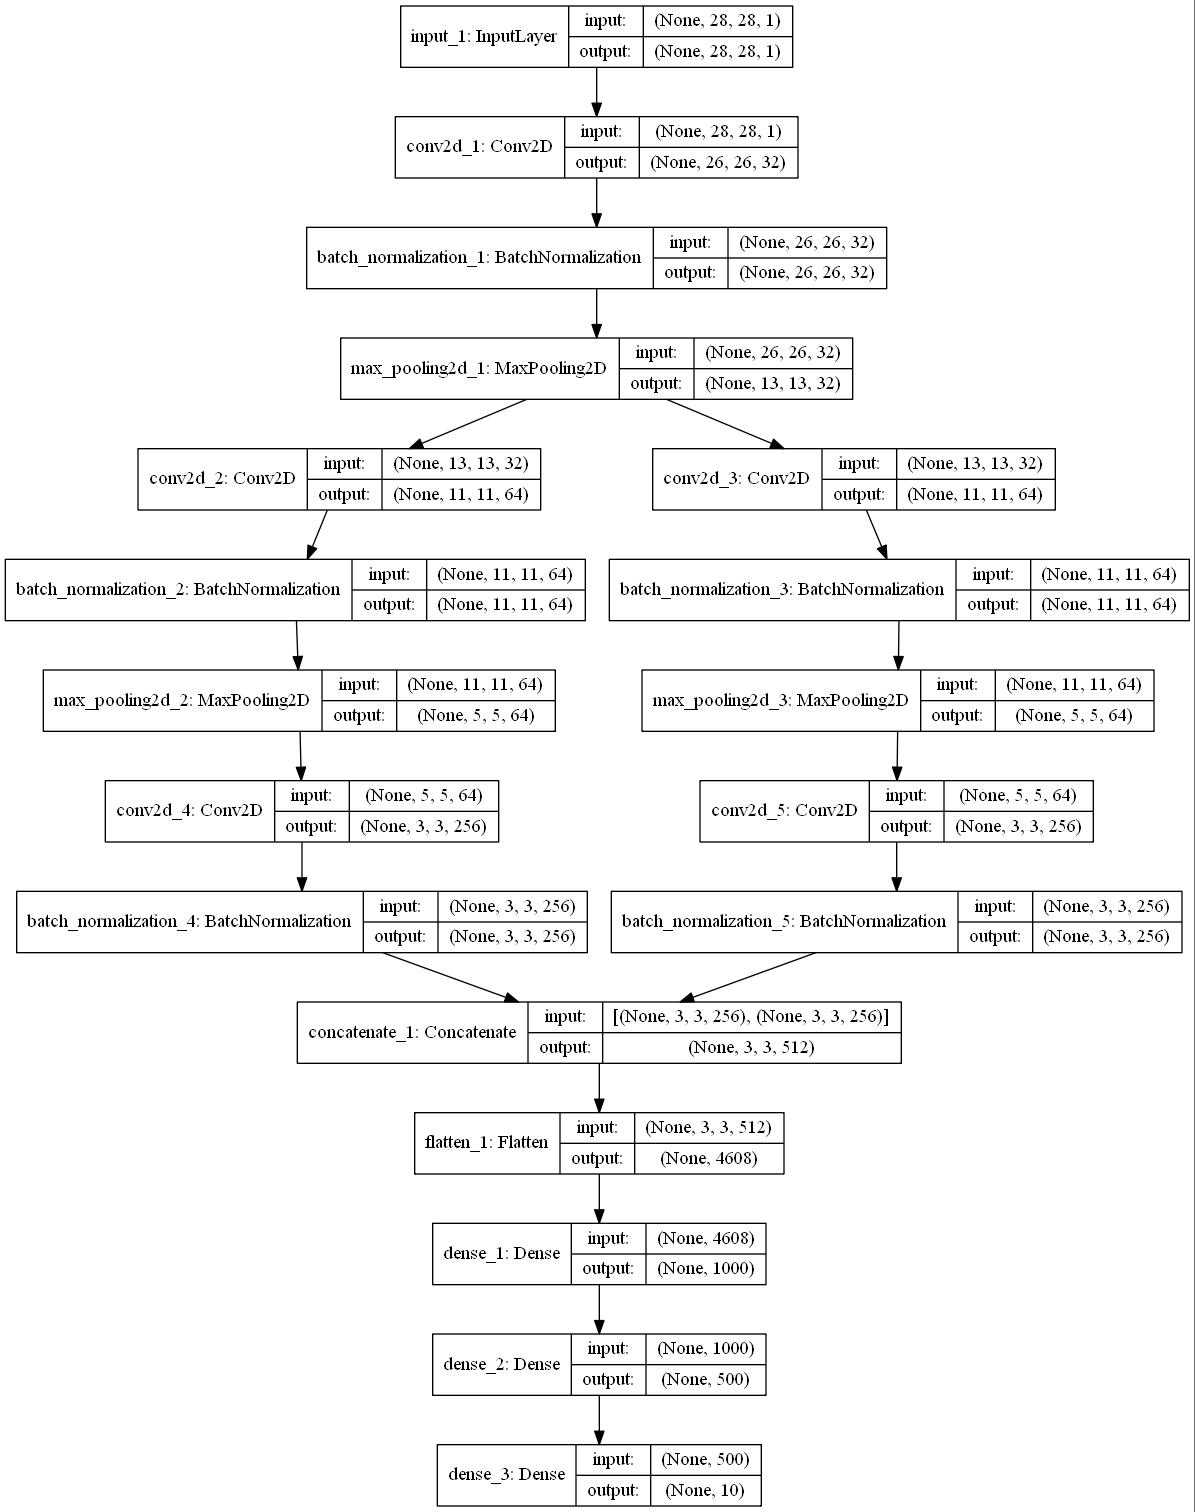 input_1: InputLayer
input: (None, 28, 28, 1)
output: (None, 28, 28, 1)
conv2d_1: Conv2D
input: (None, 28, 28, 1)
output: (None, 26, 26, 32)
batch_normalization_1: BatchNormalization
input: (None, 26, 26, 32)
output: (None, 26, 26, 32)
max_pooling2d_1: MaxPooling2D
input: (None, 26, 26, 32)
output: (None, 13, 13, 32)
conv2d_2: Conv2D
input: (None, 13, 13, 32)
output: (None, 11, 11, 64)
conv2d_3: Conv2D
input: (None, 13, 13, 32)
output: (None, 11, 11, 64)
batch_normalization_2: BatchNormalization
input: (None, 11, 11, 64)
output: (None, 11, 11, 64)
batch_normalization_3: BatchNormalization
input: (None, 11, 11, 64)
output: (None, 11, 11, 64)
max_pooling2d_2: MaxPooling2D
input: (None, 11, 11, 64)
output: (None, 5, 5, 64)
max_pooling2d_3: MaxPooling2D
input: (None, 11, 11, 64)
output: (None, 5, 5, 64)
conv2d_4: Conv2D
input: (None, 5, 5, 64)
output: (None, 3, 3, 256)
conv2d_5: Conv2D
input: (None, 5, 5, 64)
output: (None, 3, 3, 256)
batch_normalization_4: BatchNormalization
input: (None, 3, 3, 256)
output: (None, 3, 3, 256)
batch_normalization_5: BatchNormalization
input: (None, 3, 3, 256)
output: (None, 3, 3, 256)
concatenate_1: Concatenate
input: [(None, 3, 3, 256), (None, 3, 3, 256)]
output: (None, 3, 3, 512)
flatten_1: Flatten
input: (None, 3, 3, 512)
output: (None, 4608)
dense_1: Dense
input: (None, 4608)
output: (None, 1000)
dense_2: Dense
input: (None, 1000)
output: (None, 500)
dense_3: Dense
input: (None, 500)
output: (None, 10)